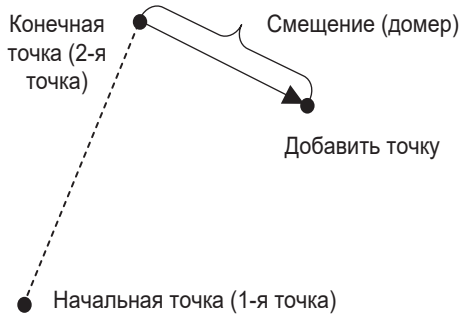 Конечная
точка (2-я
точка)
Смещение (домер)
Добавить точку
Начальная точка (1-я точка)